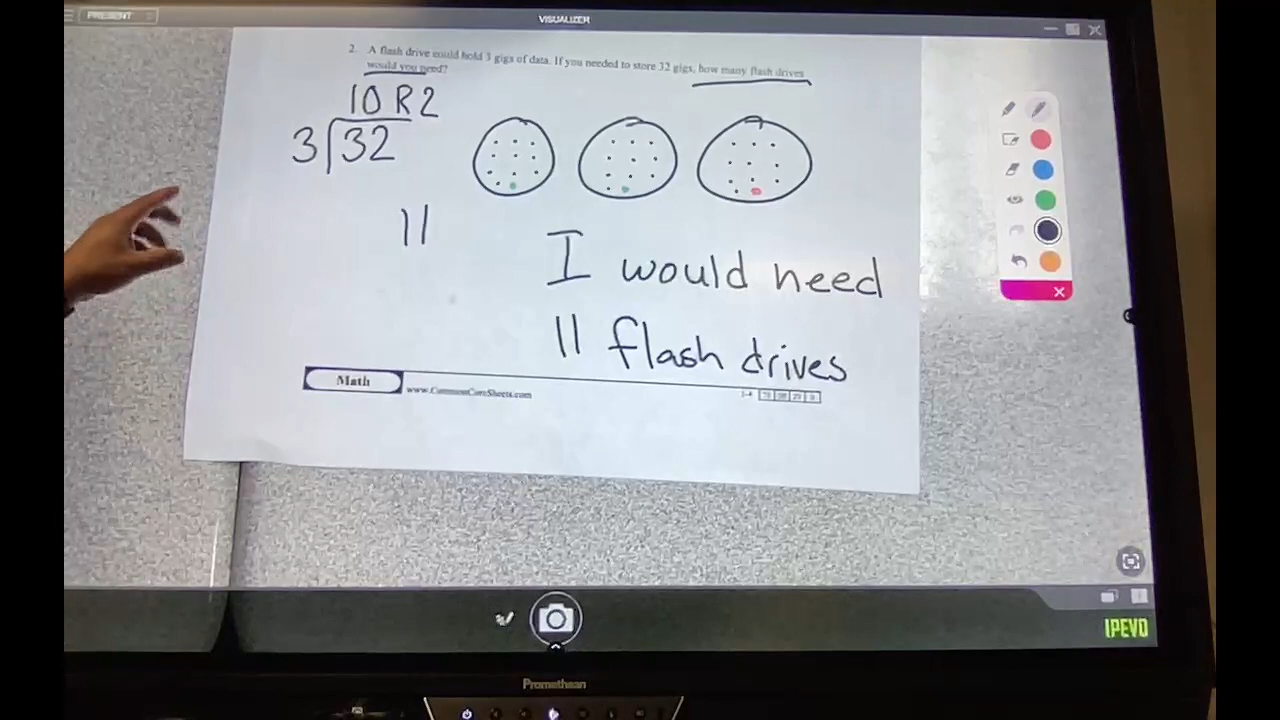 PRESENT
VISUALIZER
2. A flash drive could hold 3 gigs of data. If you needed to store 32 gigs, how many flash drives
would you need?
10 R2
3 32
11
I would need
11 flash drives
Math
www.CommonCoreSheets.com
IPEVO
Promethean